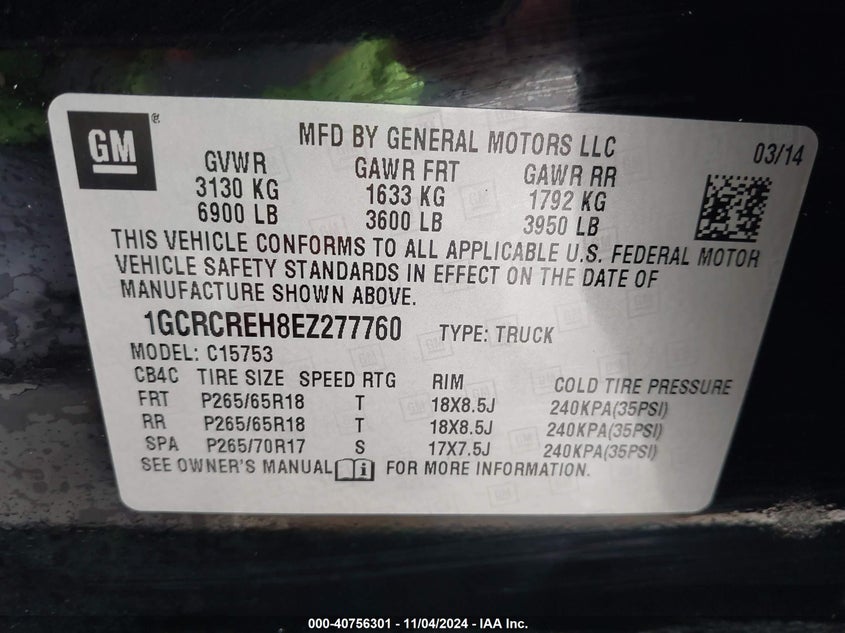 GM®
MFD BY GENERAL MOTORS LLC
03/14
GVWR GAWR FRT GAWR RR
3130 KG 1633 KG 1792 KG
6900 LB 3600 LB 3950 LB
THIS VEHICLE CONFORMS TO ALL APPLICABLE U.S. FEDERAL MOTOR
VEHICLE SAFETY STANDARDS IN EFFECT ON THE DATE OF
MANUFACTURE SHOWN ABOVE.
1GCRCREH8EZ277760 TYPE: TRUCK
MODEL: C15753
CB4C TIRE SIZE SPEED RTG RIM COLD TIRE PRESSURE
FRT P265/65R18 T 18X8.5J 240KPA(35PSI)
RR P265/65R18 T 18X8.5J 240KPA(35PSI)
SPA P265/70R17 S 17X7.5J 240KPA(35PSI)
SEE OWNER'S MANUAL i FOR MORE INFORMATION.
000-40756301 - 11/04/2024 - IAA Inc.